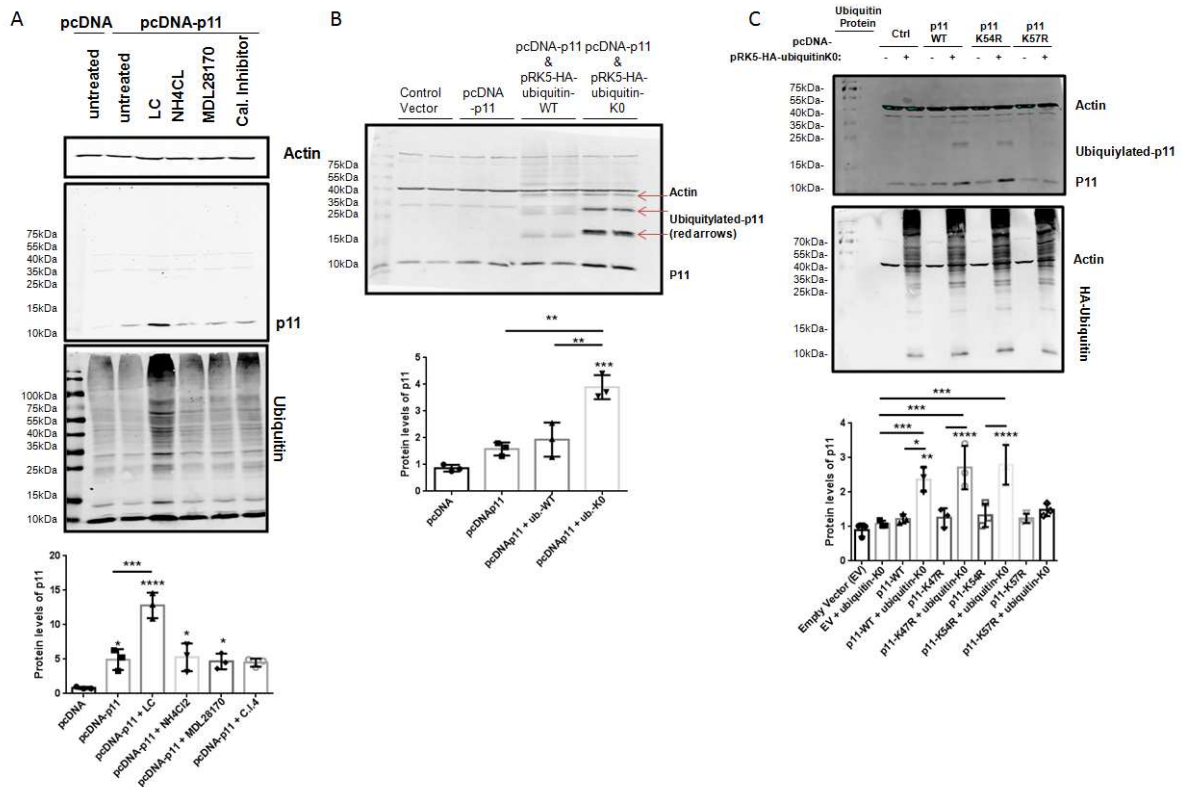 A
pcDNA
pcDNA-p11
untreated
untreated
LC
NH4CL
MDL28170
Cal. Inhibitor
Actin
75kDa
55kDa
40kDa
35kDa
15kDa
10kDa
p11
100kDa
75kDa
55kDa
40kDa
35kDa
25kDa
15kDa
10kDa
Ubiquitin
Protein levels of p11
20
15
10
5
0
***
*
****
*
*
pcDNA
pcDNA-p11
pcDNA-p11 + LC
pcDNA-p11 + NH4Cl2
pcDNA-p11 + MDL28170
pcDNA-p11 + C.I.4
B
Control
Vector
pcDNA
-p11
pcDNA-p11
&
pRK5-HA-
ubiquitin-
WT
pcDNA-p11
&
pRK5-HA-
ubiquitin-
K0
75kDa
55kDa
40kDa
35kDa
25kDa
15kDa
10kDa
Actin
Ubiquitylated-p11
(red arrows)
P11
**
**
***
Protein levels of p11
5
4
3
2
1
0
pcDNA
pcDNAp11
pcDNAp11 + ub.-WT
pcDNAp11 + ub.-K0
C
Ubiquitin
Protein
pcDNA-
Ctrl
p11
WT
p11
K54R
p11
K57R
pRK5-HA-ubiquitinK0:
- + - + - + - +
75kDa-
55kDa-
40kDa-
35kDa-
25kDa-
15kDa-
10kDa-
Actin
Ubiquiylated-p11
P11
70kDa-
55kDa-
40kDa-
35kDa-
25kDa-
15kDa-
10kDa-
Actin
HA-Ubiquitin
***
***
***
*
**
****
****
Protein levels of p11
4
3
2
1
0
Empty Vector (EV)
EV + ubiquitin-K0
p11-WT
p11-WT + ubiquitin-K0
p11-K47R
p11-K47R + ubiquitin-K0
p11-K54R
p11-K54R + ubiquitin-K0
p11-K57R
p11-K57R + ubiquitin-K0